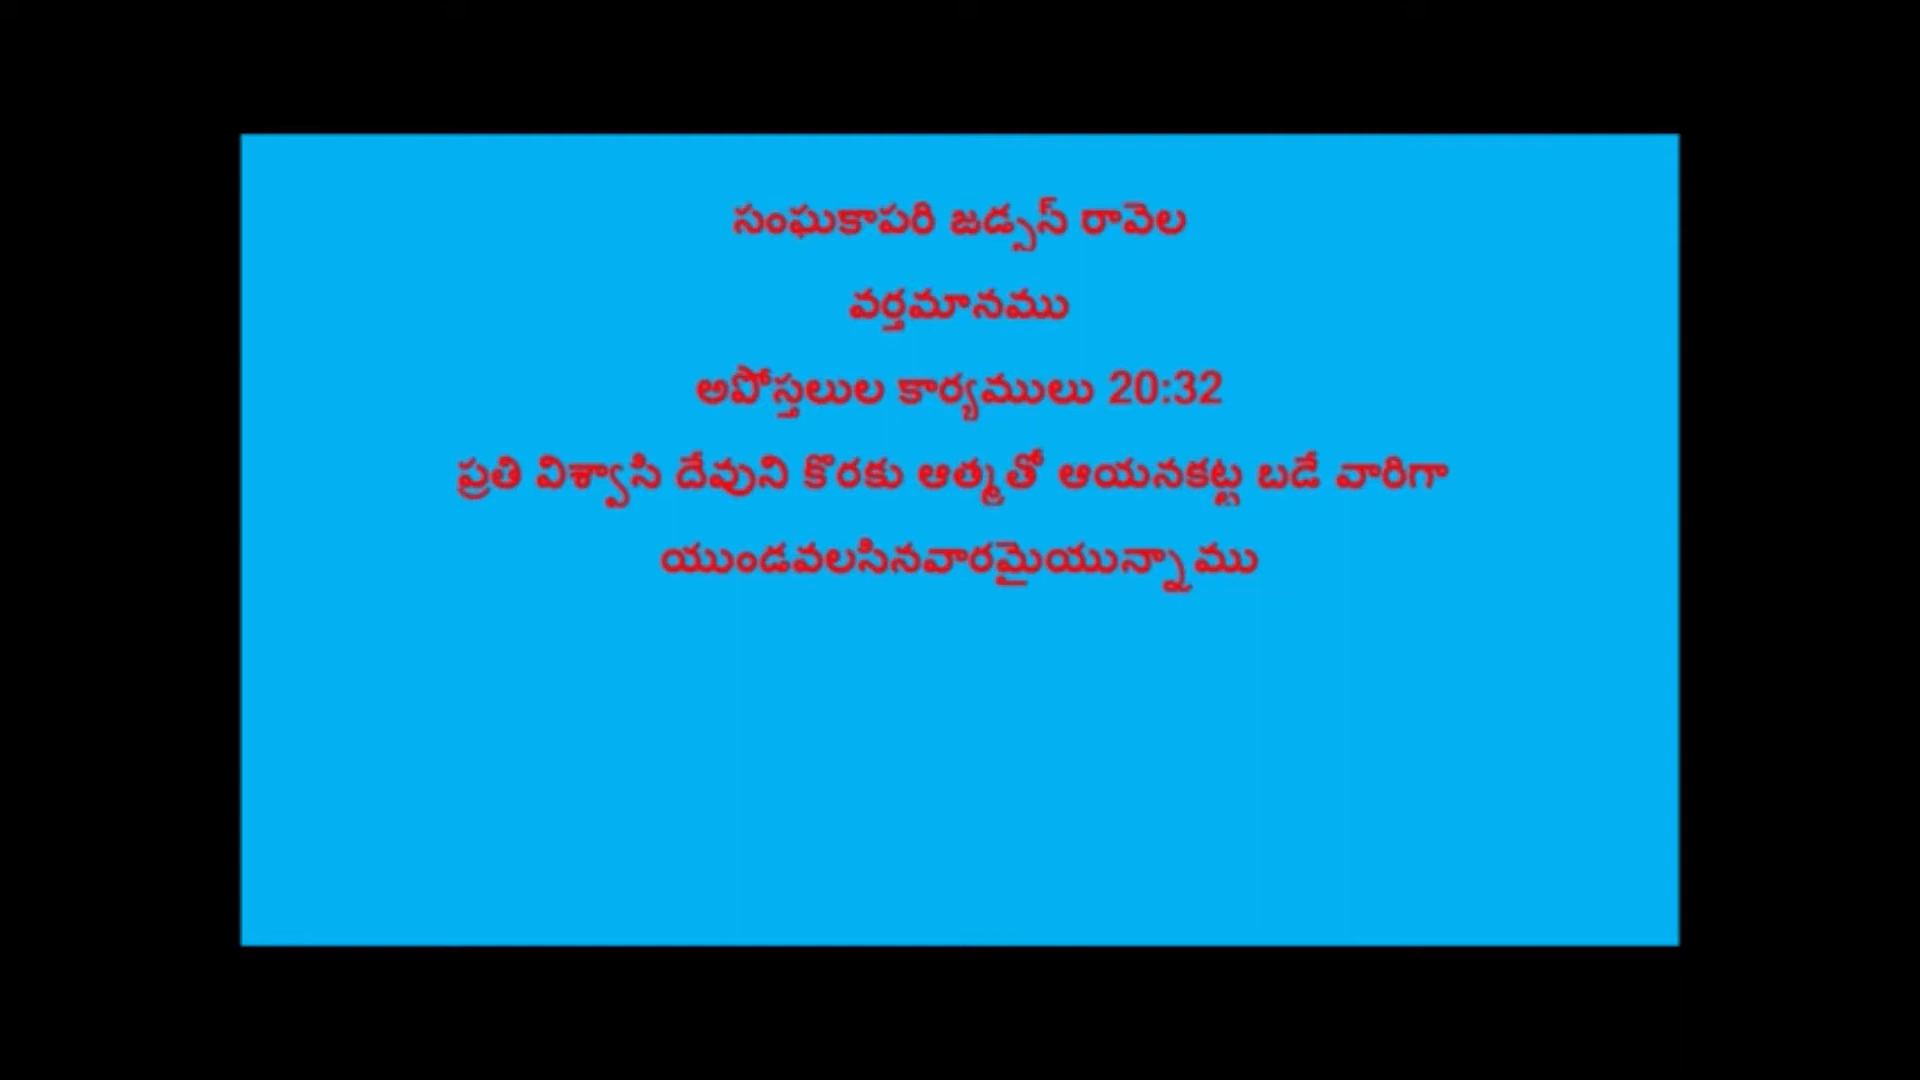 సంఘకాపరి జడ్సన్ రావెల
వర్తమానము
అపోస్తలుల కార్యములు 20:32
ప్రతి విశ్వాసి దేవుని కొరకు ఆత్మతో ఆయనకట్ట బడే వారిగా
యుండవలసినవారమైయున్నాము